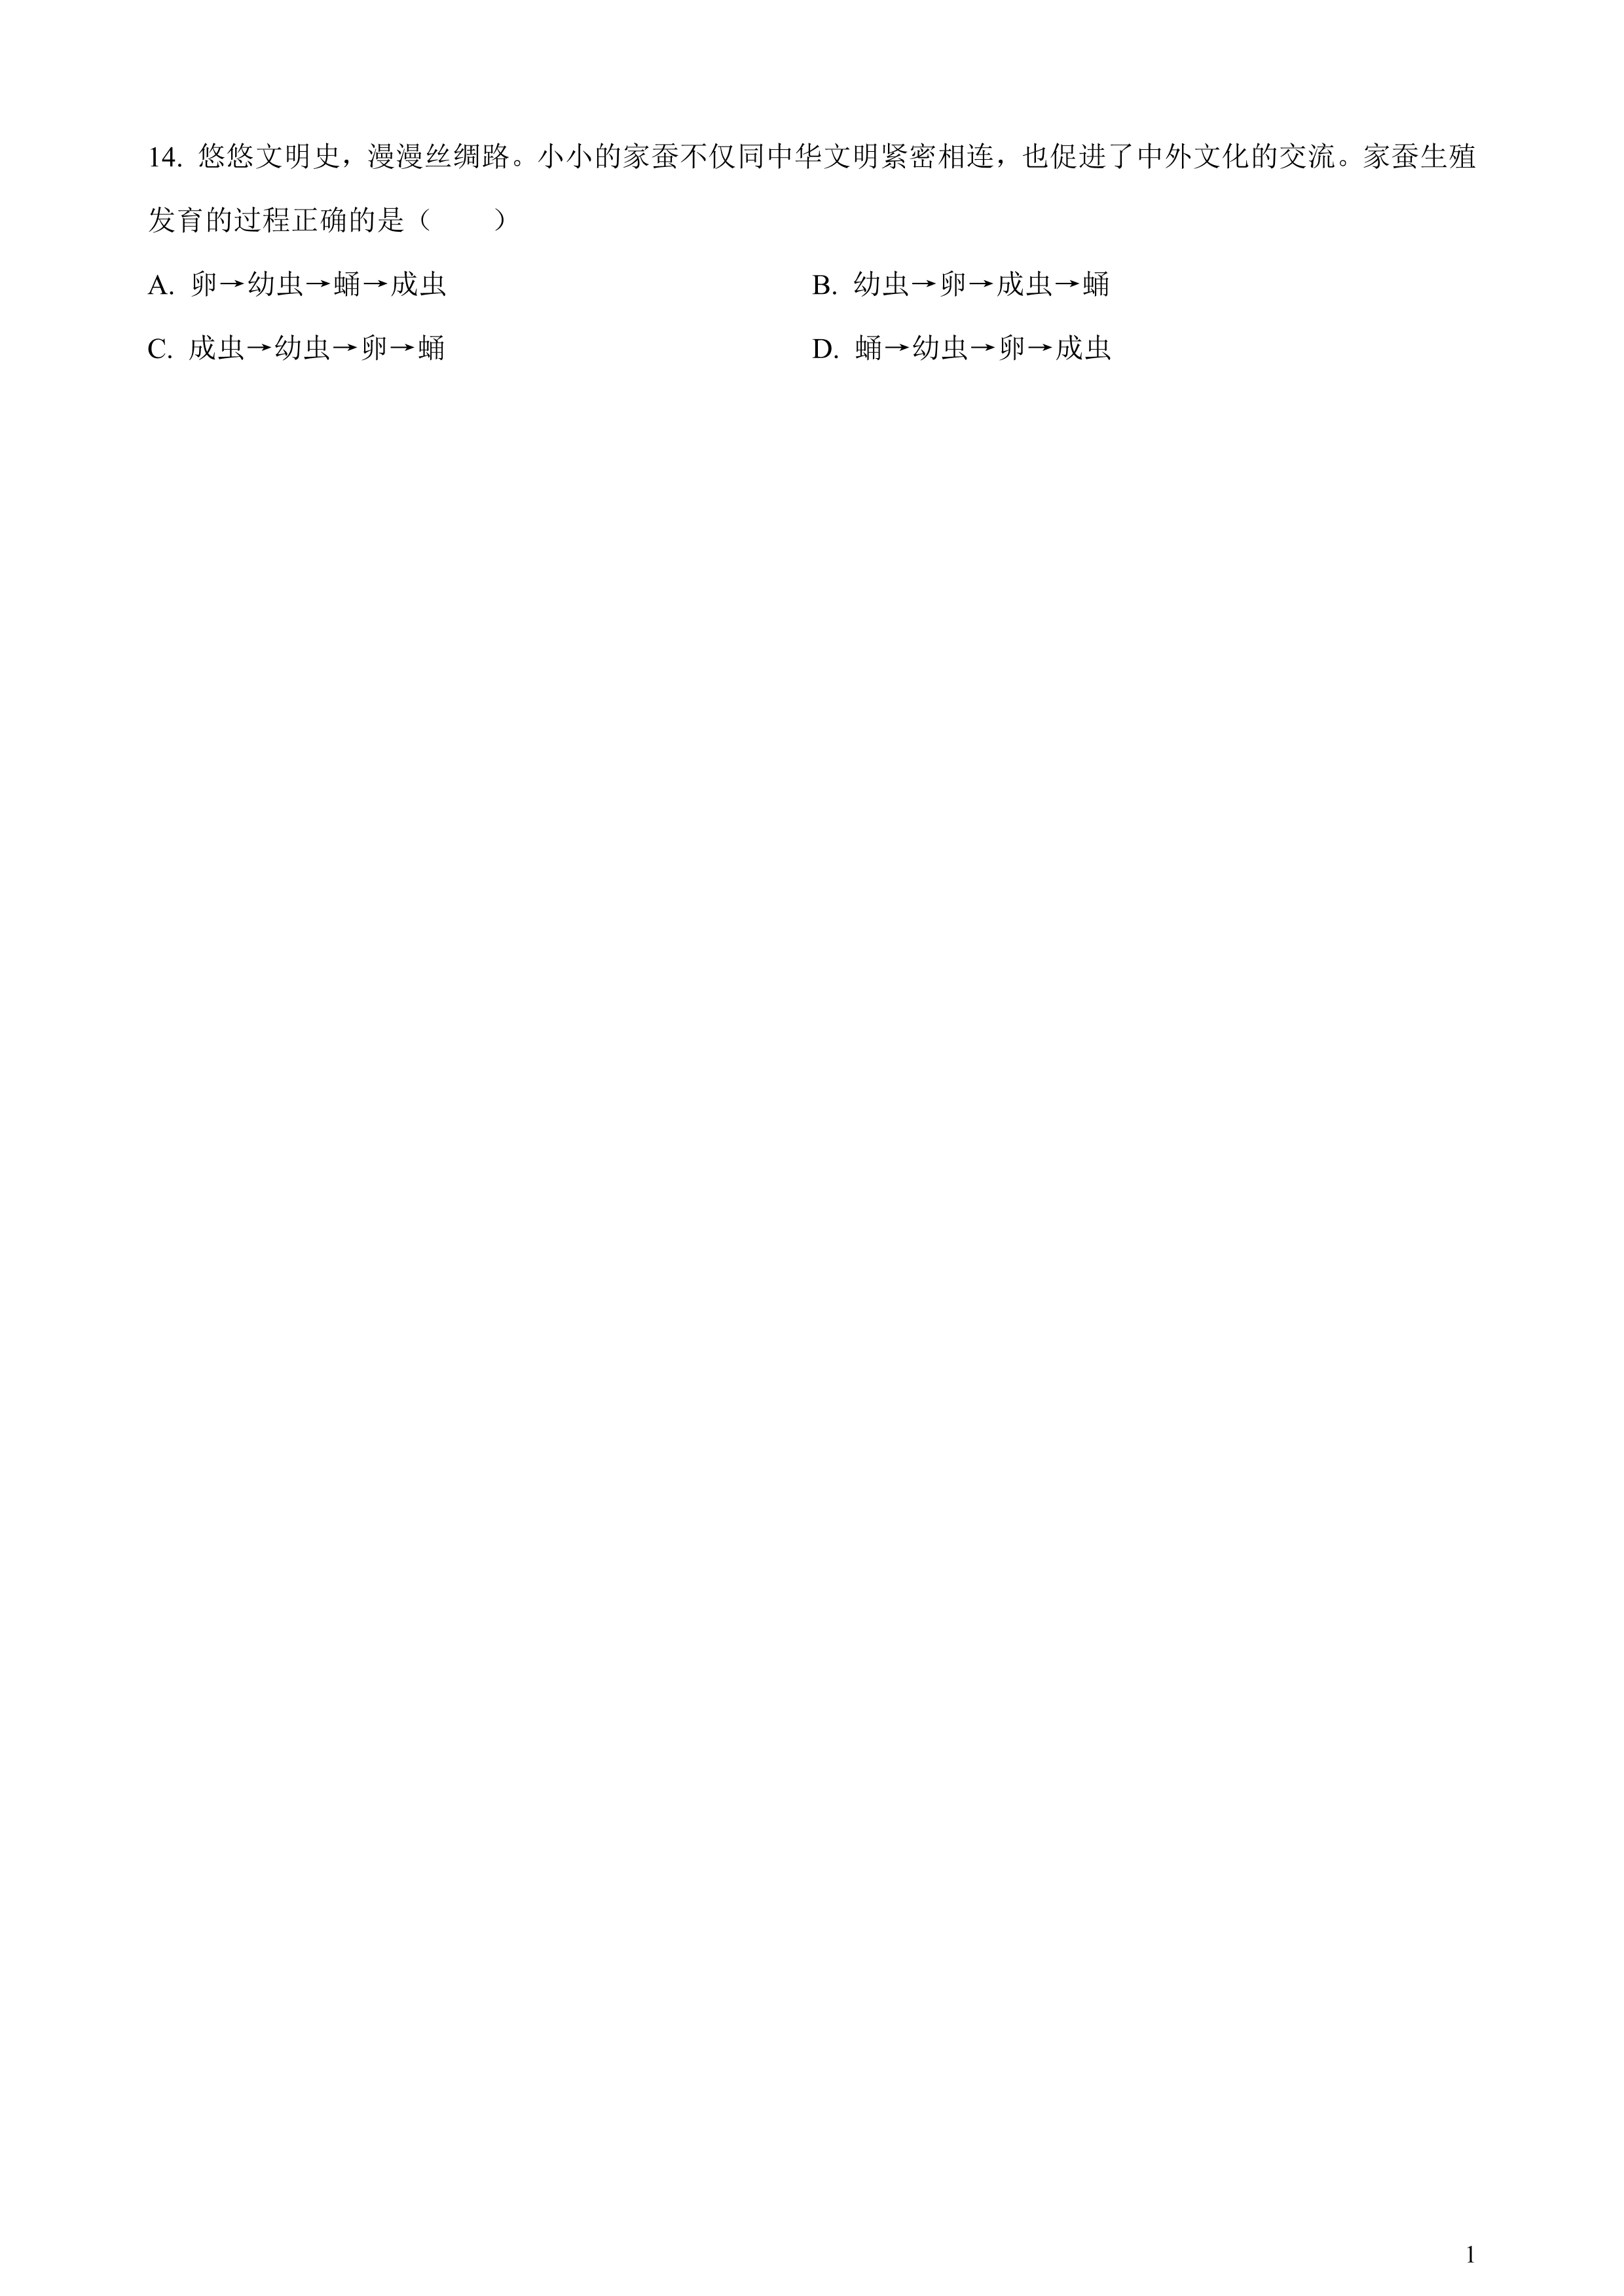 14. 悠悠文明史，漫漫丝绸路。小小的家蚕不仅同中华文明紧密相连，也促进了中外文化的交流。家蚕生殖
发育的过程正确的是（　　）
A. 卵→幼虫→蛹→成虫 B. 幼虫→卵→成虫→蛹
C. 成虫→幼虫→卵→蛹 D. 蛹→幼虫→卵→成虫
1